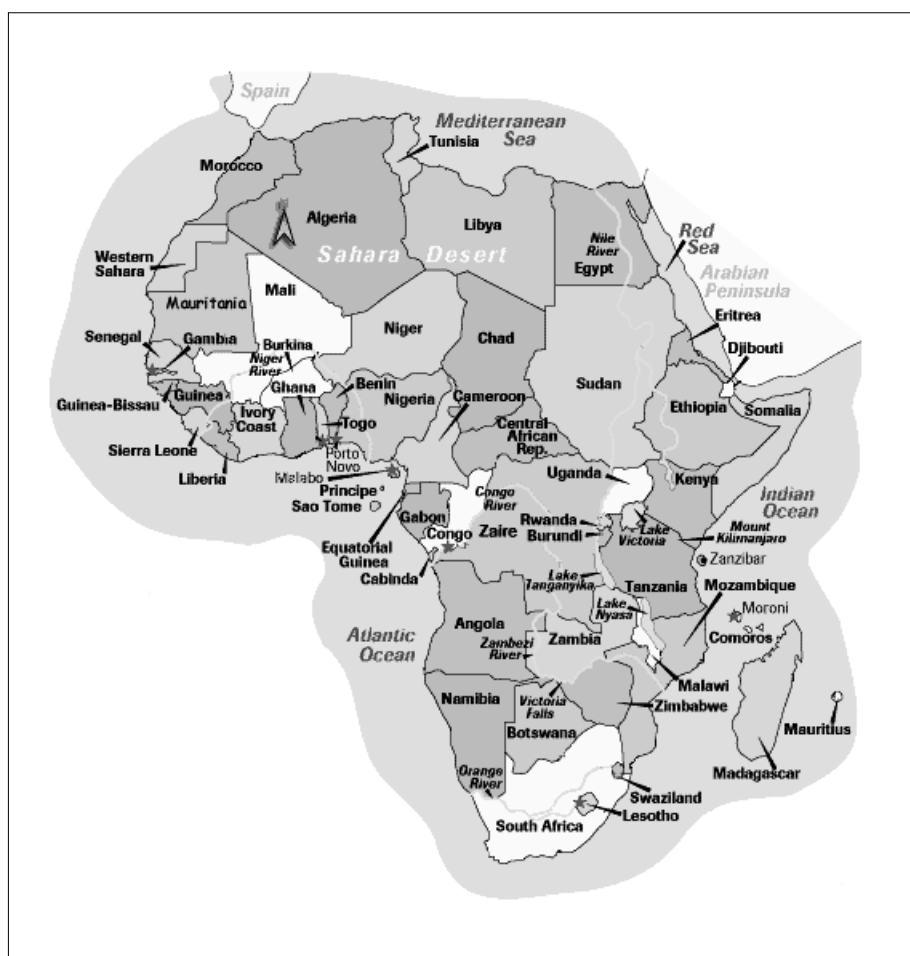 Spain
Mediterranean
Sea
Tunisia
Morocco
Algeria
Libya
Nile
River
Egypt
Red
Sea
Sahara Desert
Arabian
Peninsula
Western
Sahara
Mali
Mauritania
Niger
Chad
Eritrea
Senegal
Gambia
Burkina
Niger
River
Djibouti
Sudan
Benin
Ghana
Nigeria
Cameroon
Guinea
Guinea-Bissau
Ivory
Coast
Togo
Ethiopia
Somalia
Central
African
Rep.
Sierra Leone
Porto
Novo
Liberia
Malabo
Uganda
Kenya
Principe
Sao Tome
Congo
River
Indian
Ocean
Gabon
Zaire
Rwanda
Burundi
Lake
Victoria
Mount
Kilimanjaro
Congo
Equatorial
Guinea
Cabinda
Zanzibar
Lake
Tanganyika
Tanzania
Mozambique
Lake
Nyasa
Moroni
Comoros
Angola
Atlantic
Ocean
Zambezi
River
Zambia
Malawi
Namibia
Victoria
Falls
Zimbabwe
Mauritius
Botswana
Madagascar
Orange
River
Swaziland
Lesotho
South Africa